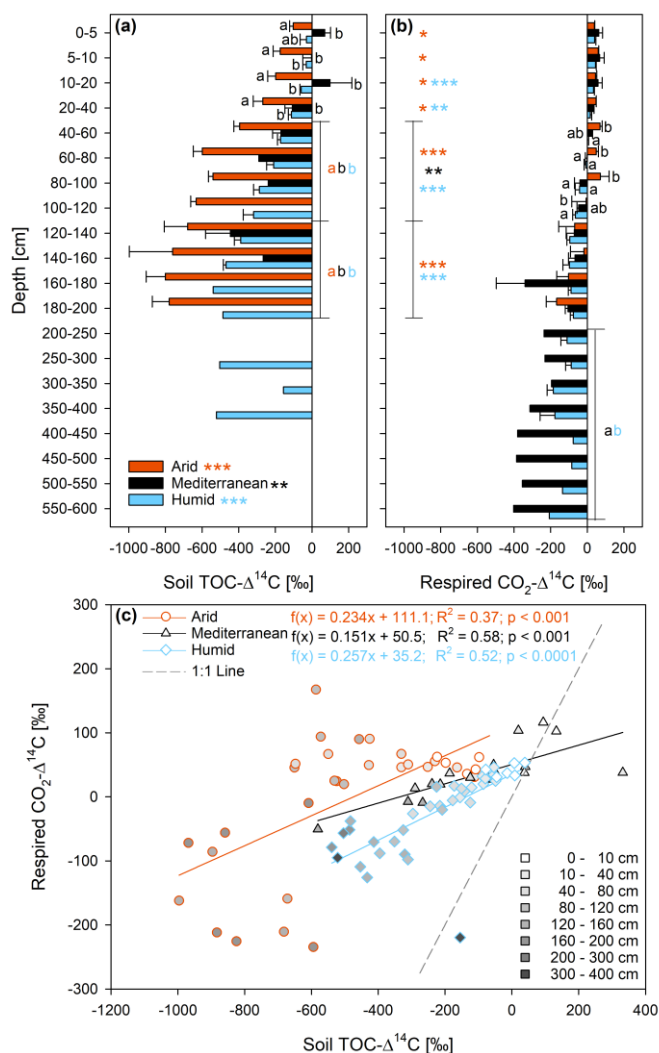 (a)
(b)
Depth [cm]
0-5
5-10
10-20
20-40
40-60
60-80
80-100
100-120
120-140
140-160
160-180
180-200
200-250
250-300
300-350
350-400
400-450
450-500
500-550
550-600
a
ab
b
a
b
b
a
b
b
a
b
b
a b b
a b b
Arid ***
Mediterranean **
Humid ***
-1000 -800 -600 -400 -200 0 200
Soil TOC-Δ¹⁴C [‰]
*
*
* ***
* **
***
**
***
***
***
b
ab
a
b
a
a
b
a
a
b
ab
a
a b
-1000 -800 -600 -400 -200 0 200
Respired CO₂-Δ¹⁴C [‰]
(c)
Arid f(x) = 0.234x + 111.1; R² = 0.37; p < 0.001
Mediterranean f(x) = 0.151x + 50.5; R² = 0.58; p < 0.001
Humid f(x) = 0.257x + 35.2; R² = 0.52; p < 0.0001
1:1 Line
Respired CO₂-Δ¹⁴C [‰]
300
200
100
0
-100
-200
-300
0 - 10 cm
10 - 40 cm
40 - 80 cm
80 - 120 cm
120 - 160 cm
160 - 200 cm
200 - 300 cm
300 - 400 cm
-1200 -1000 -800 -600 -400 -200 0 200 400
Soil TOC-Δ¹⁴C [‰]